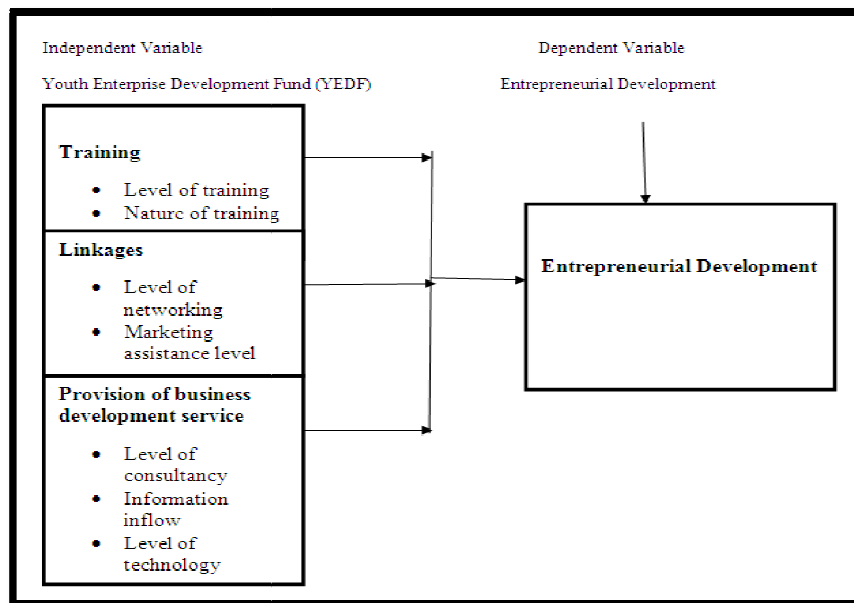 Independent Variable
Dependent Variable
Youth Enterprise Development Fund (YEDF)
Entrepreneurial Development
Training
• Level of training
• Nature of training
Linkages
• Level of
networking
• Marketing
assistance level
Provision of business
development service
• Level of
consultancy
• Information
inflow
• Level of
technology
Entrepreneurial Development